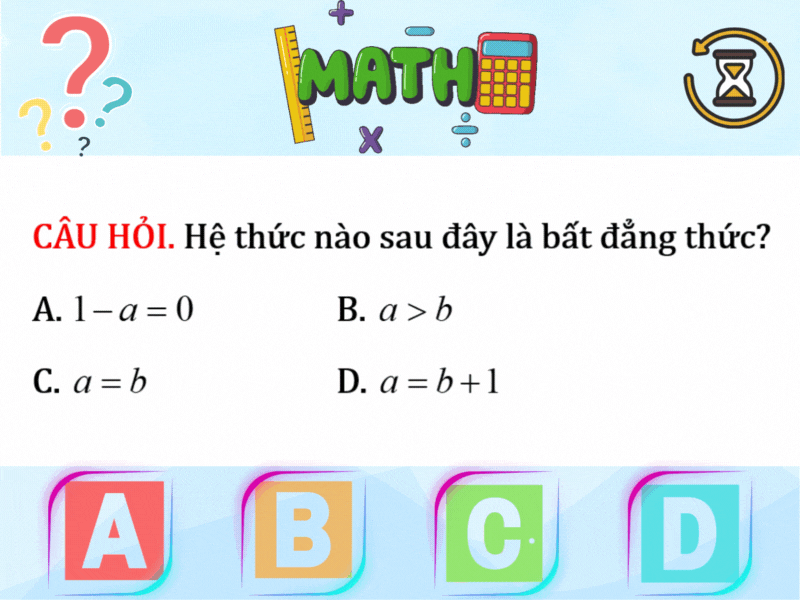 MATH
CÂU HỎI. Hệ thức nào sau đây là bất đẳng thức?
A. 1 − a = 0
B. a > b
C. a = b
D. a = b + 1
A B C D